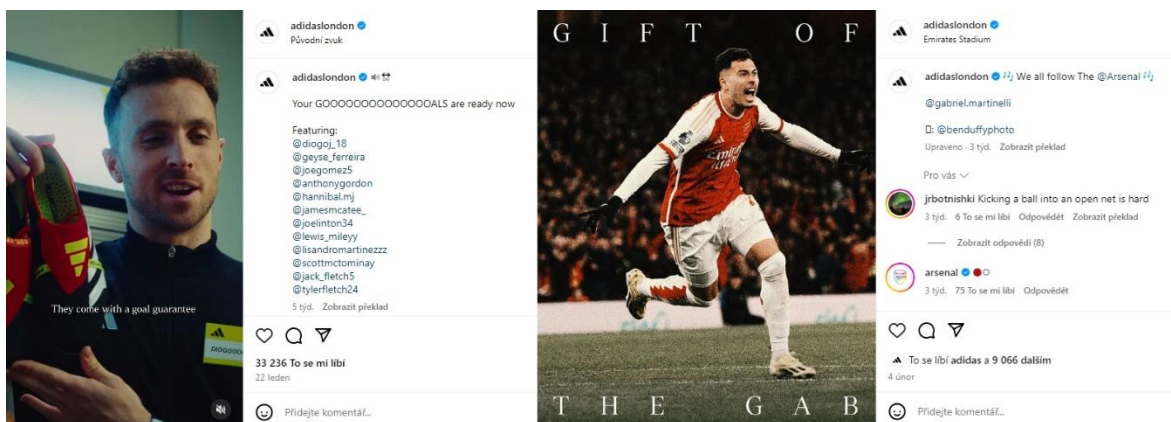 They come with a goal guarantee
DIOGOOO
adidaslondon
Původní zvuk
adidaslondon
Your GOOOOOOOOOOOOOOALS are ready now
Featuring:
@diogoj_18
@geyse_ferreira
@joegomez5
@anthonygordon
@hannibal.mj
@jamesmcatee_
@joelinton34
@lewis_mileyy
@lisandromartinezzz
@scottmctominay
@jack_fletch5
@tylerfletch24
5 týd. Zobrazit překlad
33 236 To se mi líbí
22 leden
Přidejte komentář...
GIFT OF
THE GAB
adidaslondon
Emirates Stadium
adidaslondon 🎶 We all follow The @Arsenal 🎶
@gabriel.martinelli
: @benduffyphoto
Upraveno · 3 týd. Zobrazit překlad
Pro vás
jrbotnishki Kicking a ball into an open net is hard
3 týd. 6 To se mi líbí Odpovědět Zobrazit překlad
Zobrazit odpovědi (8)
arsenal 🔴⚪
3 týd. 75 To se mi líbí Odpovědět
To se líbí adidas a 9 066 dalším
4 únor
Přidejte komentář...